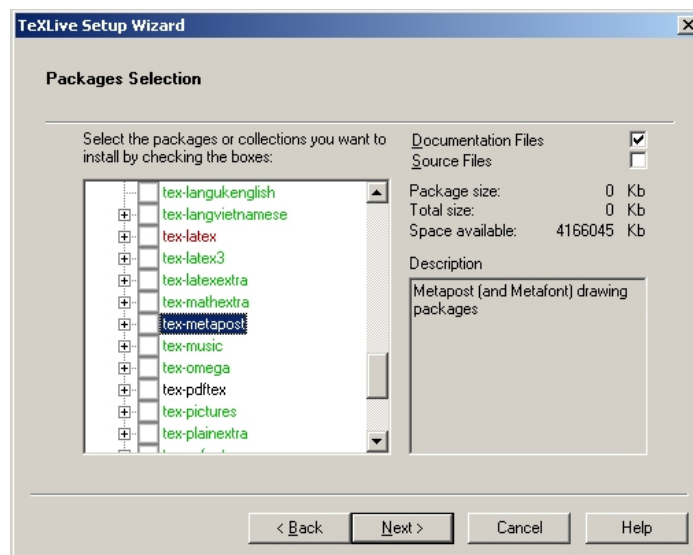 TeXLive Setup Wizard
Packages Selection
Select the packages or collections you want to
install by checking the boxes:
tex-langukenglish
tex-langvietnamese
tex-latex
tex-latex3
tex-latexextra
tex-mathextra
tex-metapost
tex-music
tex-omega
tex-pdftex
tex-pictures
tex-plainextra
Documentation Files
Source Files
Package size: 0 Kb
Total size: 0 Kb
Space available: 4166045 Kb
Description
Metapost (and Metafont) drawing
packages
< Back
Next >
Cancel
Help